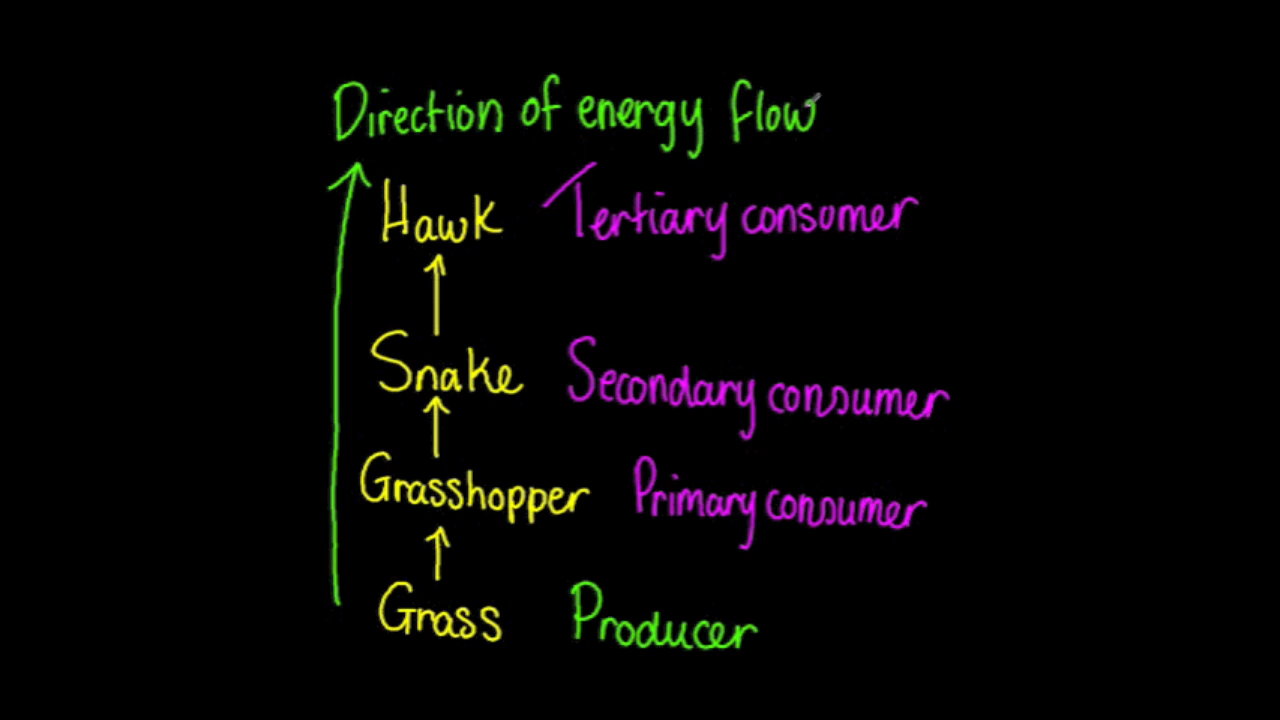 Direction of energy flow
Hawk Tertiary consumer
Snake Secondary consumer
Grasshopper Primary consumer
Grass Producer